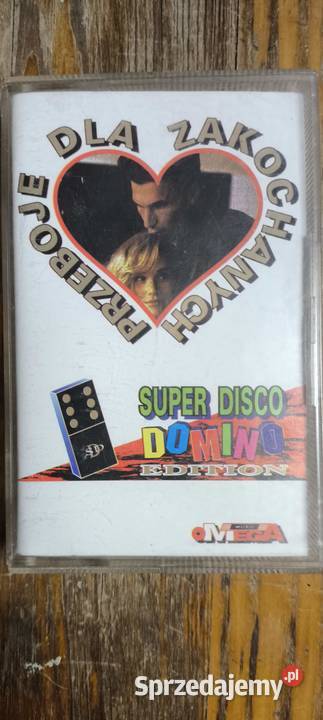 PRZEBOJE DLA ZAKOCHANYCH
SUPER DISCO
DOMINO
EDITION
MEGA
Sprzedajemy.pl